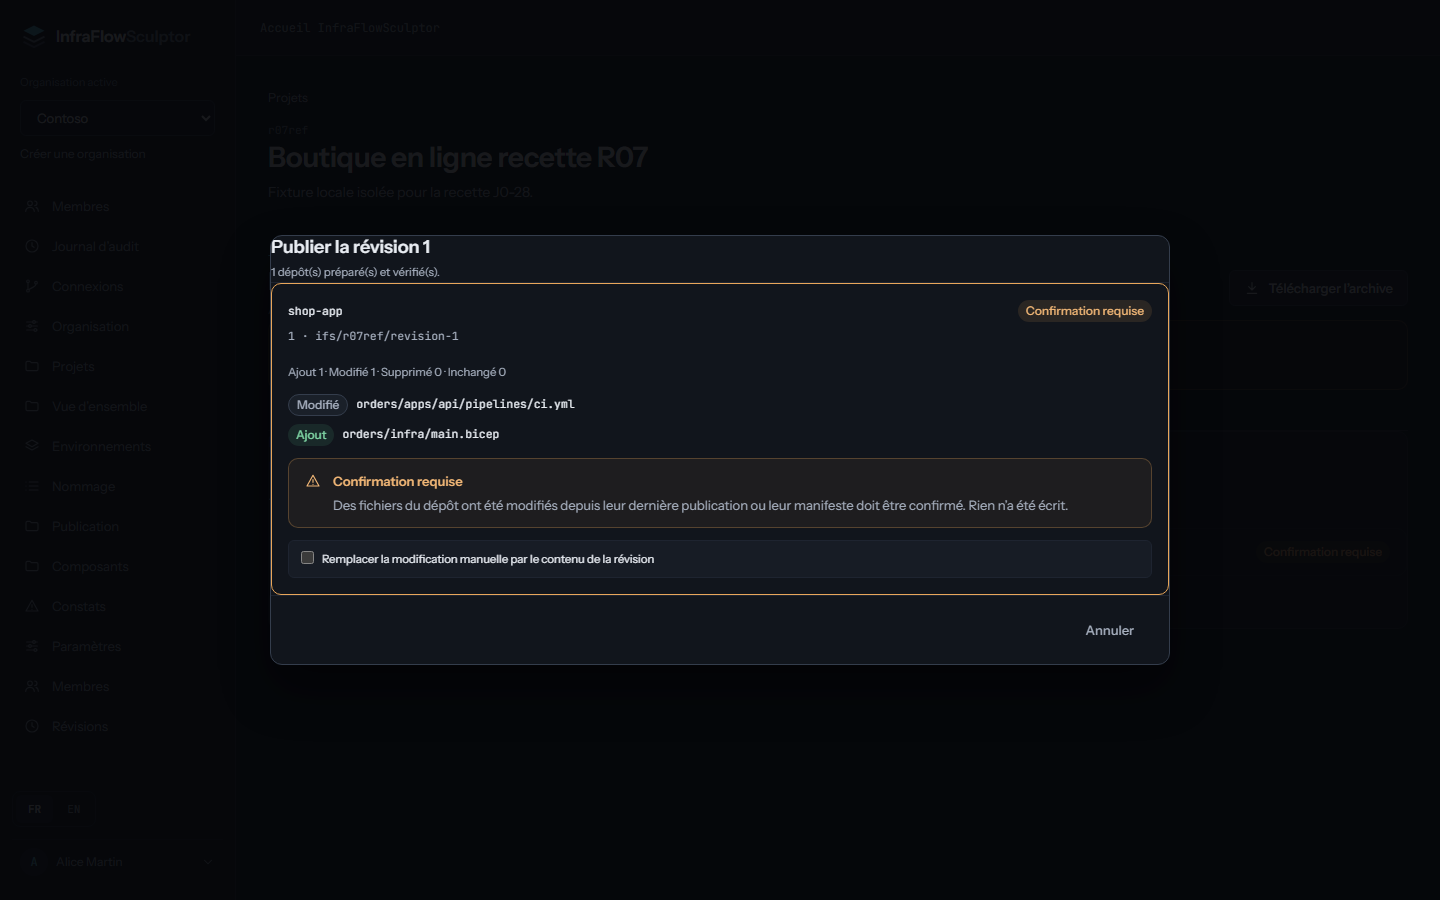 InfraFlowSculptor
Accueil InfraFlowSculptor
Organisation active
Contoso
Créer une organisation
Membres
Journal d'audit
Connexions
Organisation
Projets
Vue d'ensemble
Environnements
Nommage
Publication
Composants
Constats
Paramètres
Membres
Révisions
FR EN
A Alice Martin
Projets
r07ref
Boutique en ligne recette R07
Fixture locale isolée pour la recette J0-28.
Télécharger l'archive
Confirmation requise
Publier la révision 1
1 dépôt(s) préparé(s) et vérifié(s).
shop-app
Confirmation requise
1 · ifs/r07ref/revision-1
Ajout 1 · Modifié 1 · Supprimé 0 · Inchangé 0
Modifié orders/apps/api/pipelines/ci.yml
Ajout orders/infra/main.bicep
Confirmation requise
Des fichiers du dépôt ont été modifiés depuis leur dernière publication ou leur manifeste doit être confirmé. Rien n'a été écrit.
Remplacer la modification manuelle par le contenu de la révision
Annuler